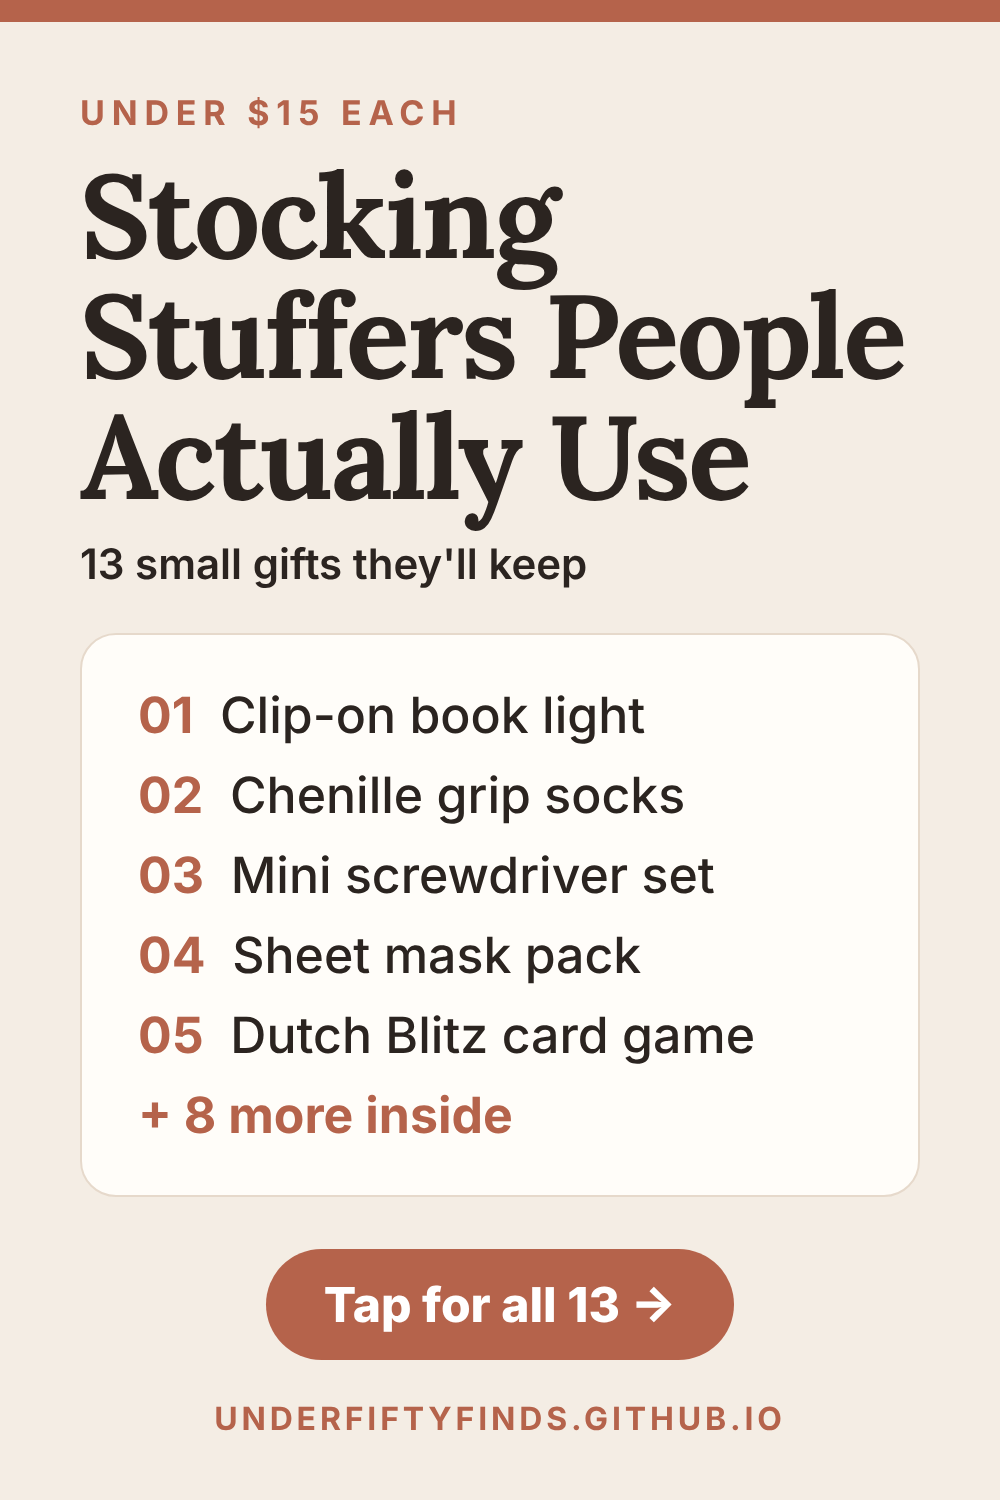 UNDER $15 EACH
Stocking
Stuffers People
Actually Use
13 small gifts they'll keep
01 Clip-on book light
02 Chenille grip socks
03 Mini screwdriver set
04 Sheet mask pack
05 Dutch Blitz card game
+ 8 more inside
Tap for all 13 →
UNDERFIFTYFINDS.GITHUB.IO